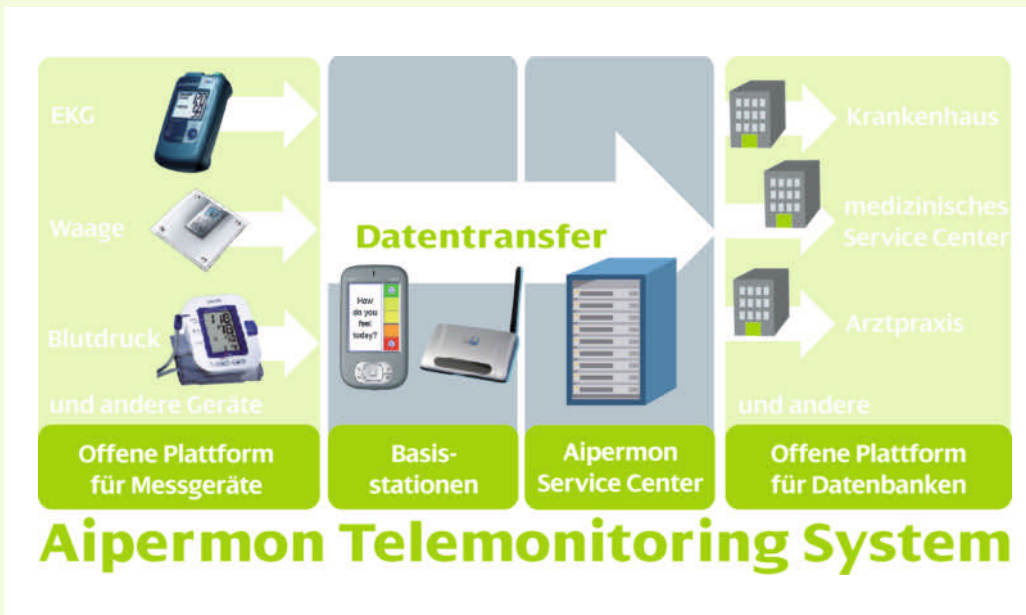 EKG
Waage
Blutdruck
und andere Geräte
Offene Plattform
für Messgeräte
Datentransfer
How
do you
feel
today?
Basis-
stationen
Aipermon
Service Center
Krankenhaus
medizinisches
Service Center
Arztpraxis
und andere
Offene Plattform
für Datenbanken
Aipermon Telemonitoring System